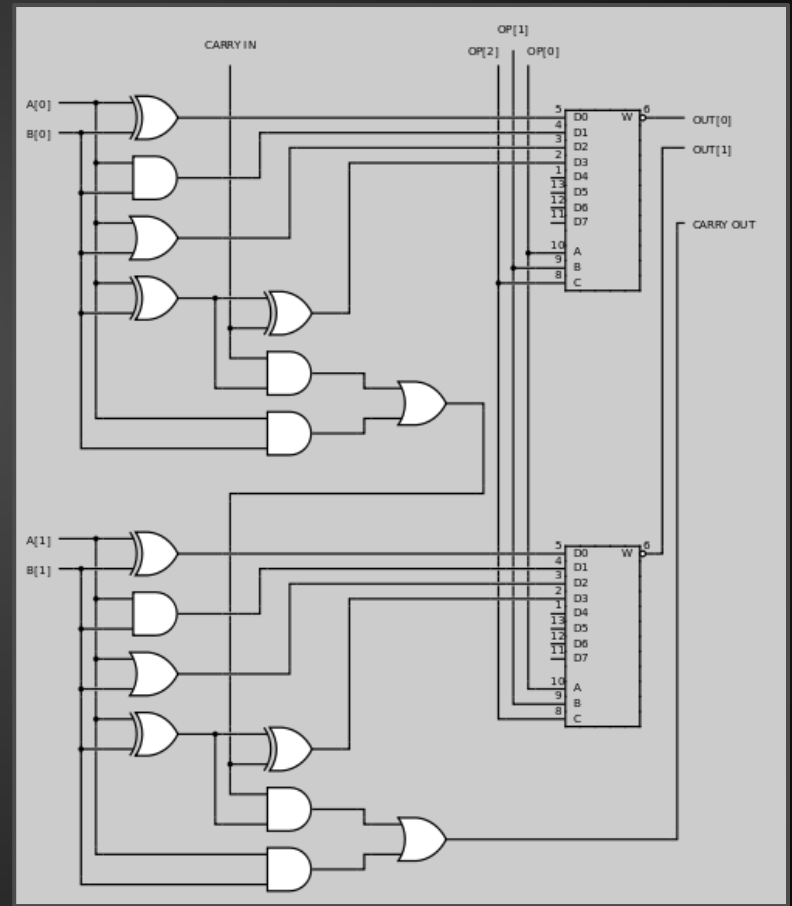 OP[1]
CARRY IN
OP[2]
OP[0]
A[0]
B[0]
5
D0
W
6
OUT[0]
4
D1
3
D2
OUT[1]
2
D3
1
D4
13
D5
12
D6
11
D7
CARRY OUT
10
A
9
B
8
C
A[1]
B[1]
5
D0
W
6
4
D1
3
D2
2
D3
1
D4
13
D5
12
D6
11
D7
10
A
9
B
8
C